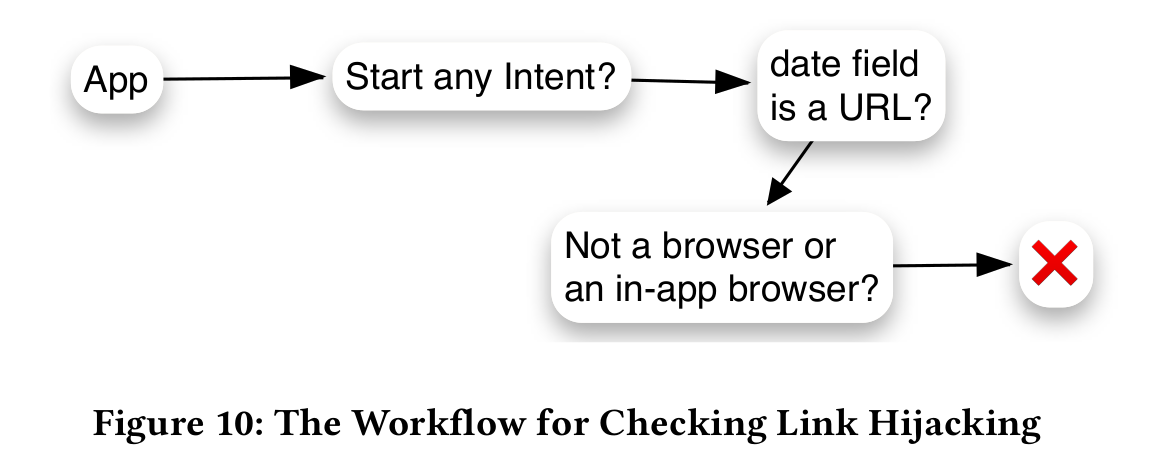 App
Start any Intent?
date field
is a URL?
Not a browser or
an in-app browser?
Figure 10: The Workflow for Checking Link Hijacking